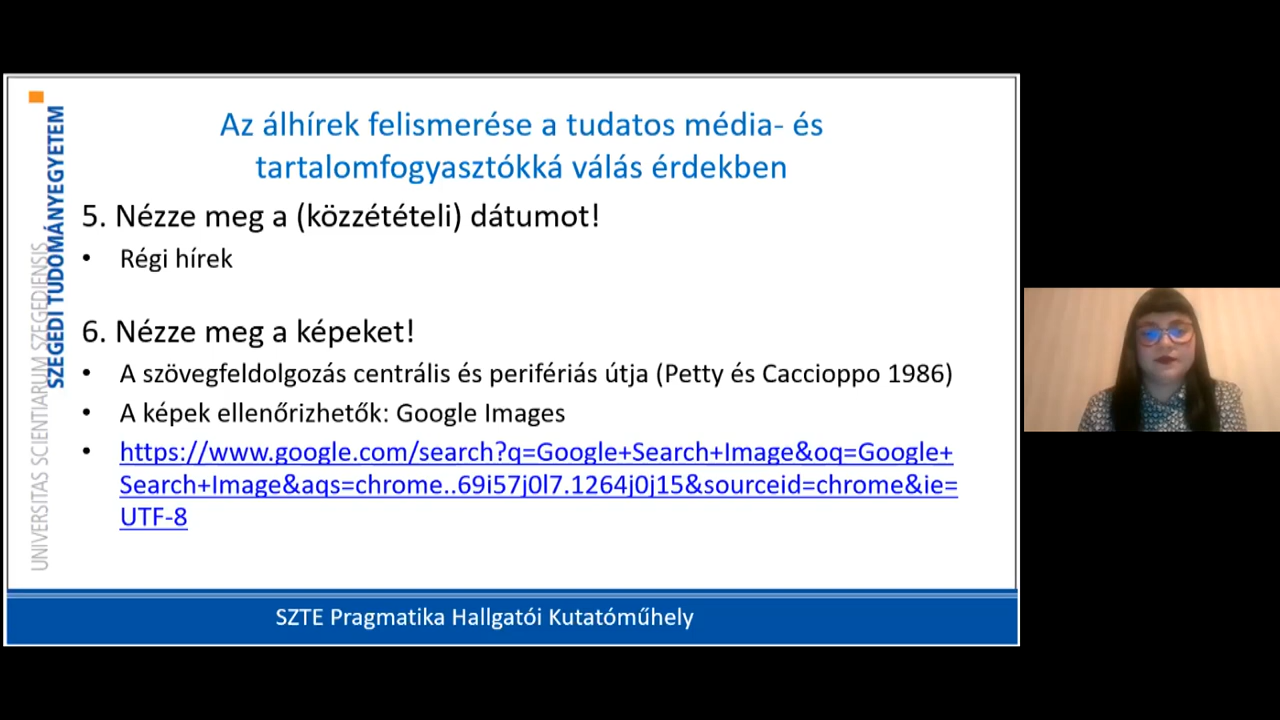 Az álhírek felismerése a tudatos média- és
tartalomfogyasztókká válás érdekben
5. Nézze meg a (közzétételi) dátumot!
• Régi hírek
6. Nézze meg a képeket!
• A szövegfeldolgozás centrális és perifériás útja (Petty és Caccioppo 1986)
• A képek ellenőrizhetők: Google Images
• https://www.google.com/search?q=Google+Search+Image&oq=Google+
Search+Image&aqs=chrome..69i57j0l7.1264j0j15&sourceid=chrome&ie=
UTF-8
SZTE Pragmatika Hallgatói Kutatóműhely
UNIVERSITAS SCIENTIARUM SZEGEDIENSIS
SZEGEDI TUDOMÁNYEGYETEM